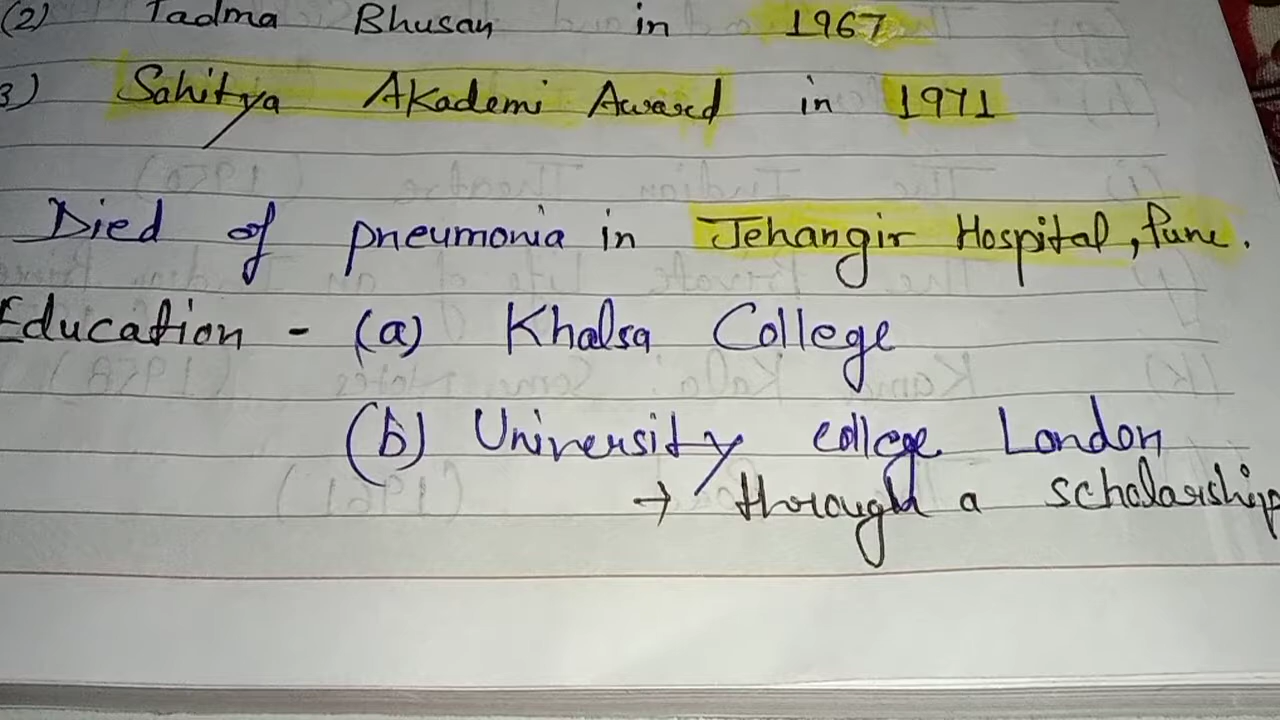 (2) Padma Bhusan in 1967
3) Sahitya Akademi Award in 1971
Died of pneumonia in Jehangir Hospital, Pune.
Education - (a) Khalsa College
(b) University college London
→ through a scholarship